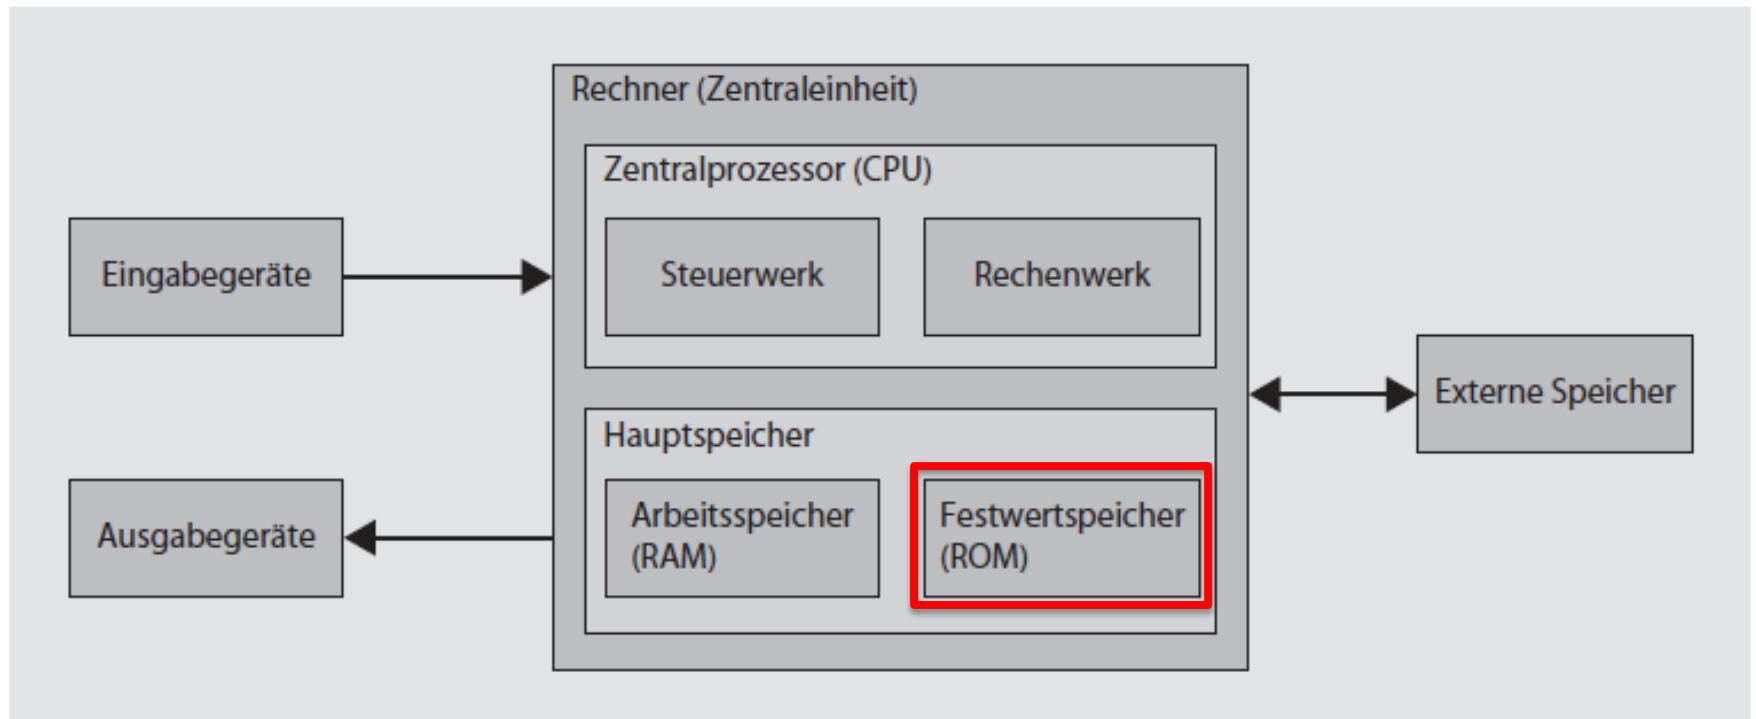 Rechner (Zentraleinheit)
Zentralprozessor (CPU)
Eingabegeräte
Steuerwerk
Rechenwerk
Externe Speicher
Hauptspeicher
Ausgabegeräte
Arbeitsspeicher
(RAM)
Festwertspeicher
(ROM)